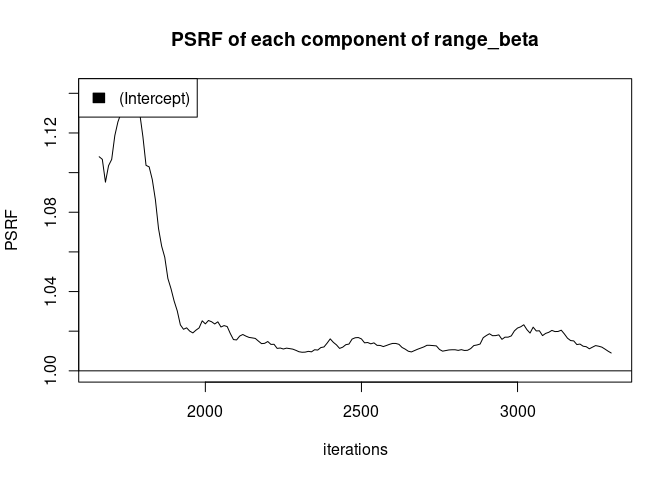 PSRF of each component of range_beta
(Intercept)
PSRF
1.12
1.08
1.04
1.00
2000 2500 3000
iterations